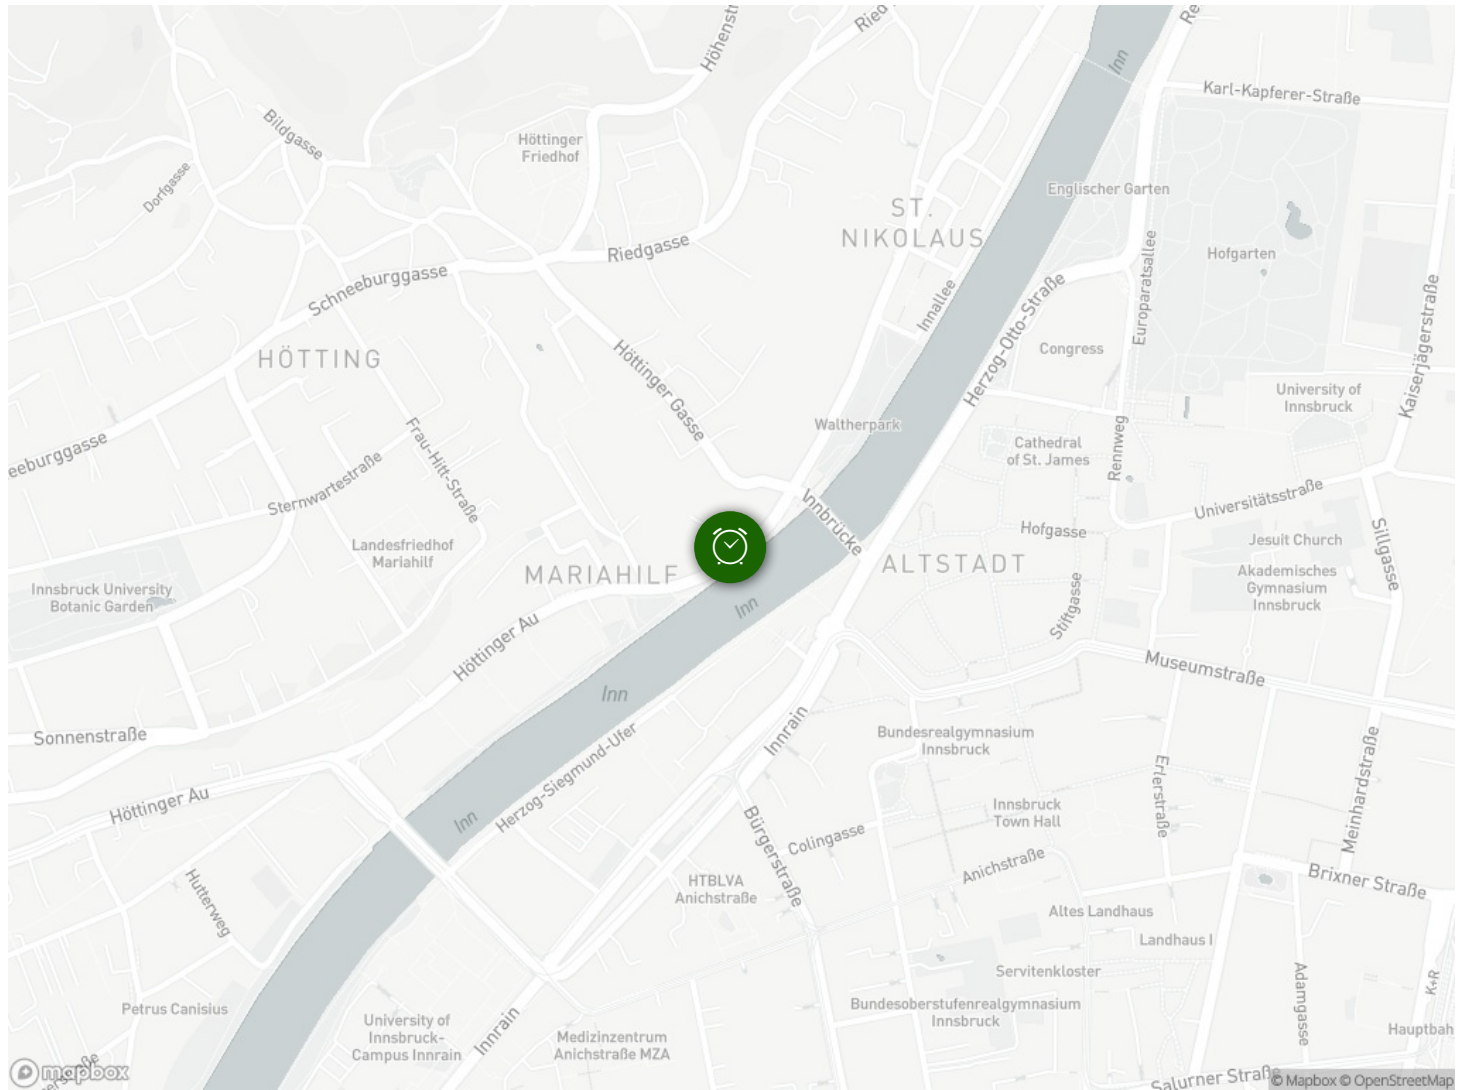 Inn
Karl-Kapferer-Straße
Höhenst
Ried
Re
Bildgasse
Höttinger
Friedhof
Dorfgasse
Englischer Garten
ST.
NIKOLAUS
Riedgasse
Hofgarten
Schneeburggasse
Europaratsallee
Innallee
Herzog-Otto-Straße
Kaiserjägerstraße
HÖTTING
Höttinger Gasse
Congress
University of
Innsbruck
Waltherpark
Frau-Hitt-Straße
Rennweg
Cathedral
of St. James
eeburggasse
Sternwartestraße
Universitätsstraße
Innbrücke
Hofgasse
Sillgasse
Jesuit Church
Landesfriedhof
Mariahilf
MARIAHILF
ALTSTADT
Akademisches
Gymnasium
Innsbruck
Innsbruck University
Botanic Garden
Inn
Stiftgasse
Höttinger Au
Museumstraße
Inn
Sonnenstraße
Innrain
Bundesrealgymnasium
Innsbruck
Herzog-Siegmund-Ufer
Erlerstraße
Meinhardstraße
Höttinger Au
Inn
Innsbruck
Town Hall
Bürgerstraße
Colingasse
Anichstraße
HTBLVA
Anichstraße
Brixner Straße
Hutterweg
Altes Landhaus
Landhaus I
Servitenkloster
K+R
Adamgasse
Petrus Canisius
Bundesoberstufenrealgymnasium
Innsbruck
University of
Innsbruck-
Campus Innrain
Innrain
Medizinzentrum
Anichstraße MZA
Hauptbah
erstraße
mapbox
Salurner Straße
© Mapbox © OpenStreetMap